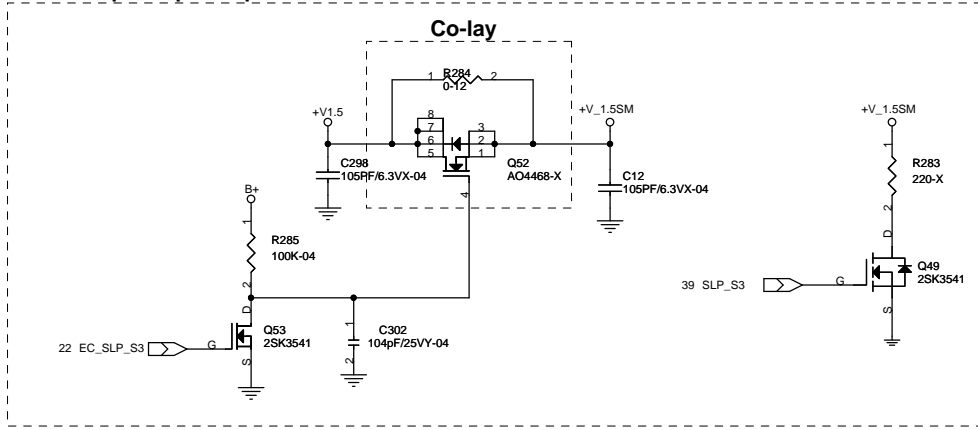 Co-lay
1 R284 2
0-12
+V1.5
+V_1.5SM
+V_1.5SM
8
7
6
5
3
2
1
4
Q52
AO4468-X
C298
105PF/6.3VX-04
C12
105PF/6.3VX-04
1
R283
220-X
2
B+
1
R285
100K-04
2
D
G
S
Q49
2SK3541
39 SLP_S3
D
G
S
Q53
2SK3541
22 EC_SLP_S3
1
C302
104pF/25VY-04
2